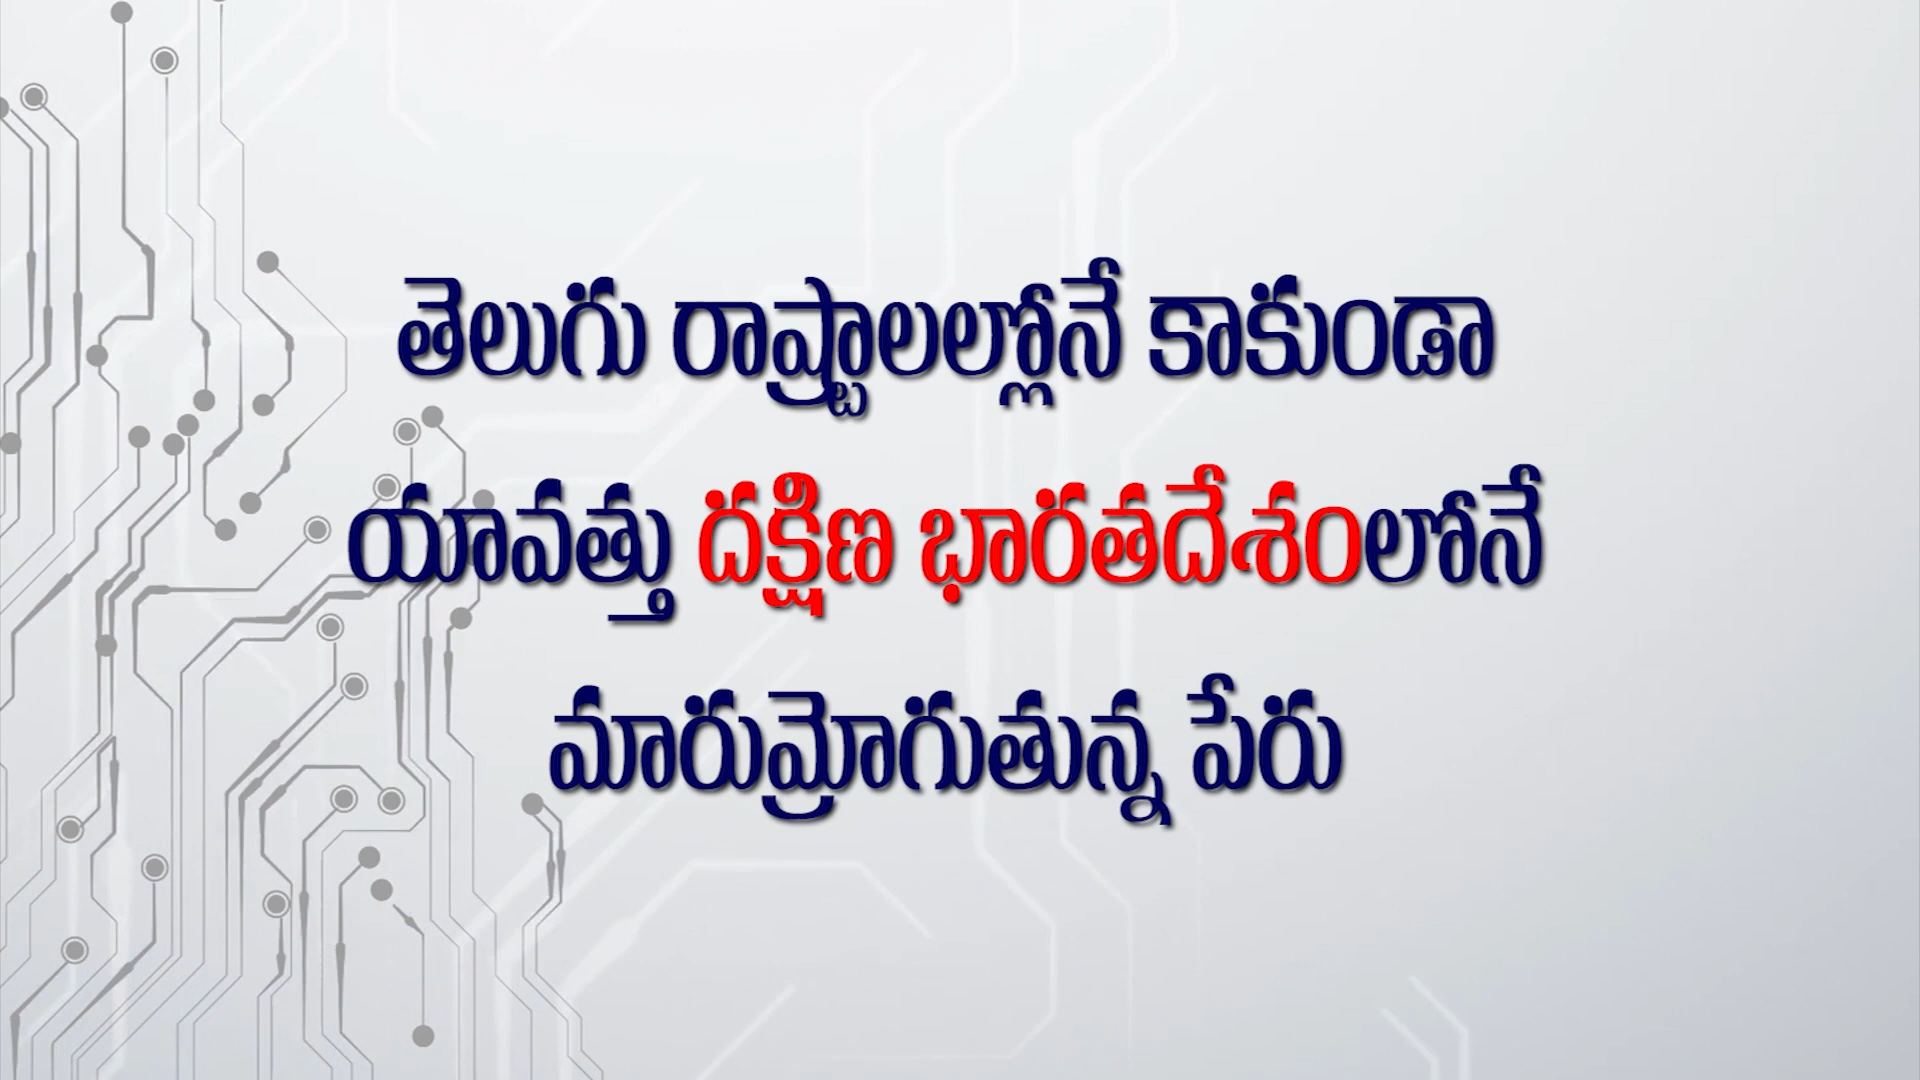 తెలుగు రాష్ట్రాలల్లోనే కాకుండా
యావత్తు దక్షిణ భారతదేశంలోనే
మారుమ్రోగుతున్న పేరు